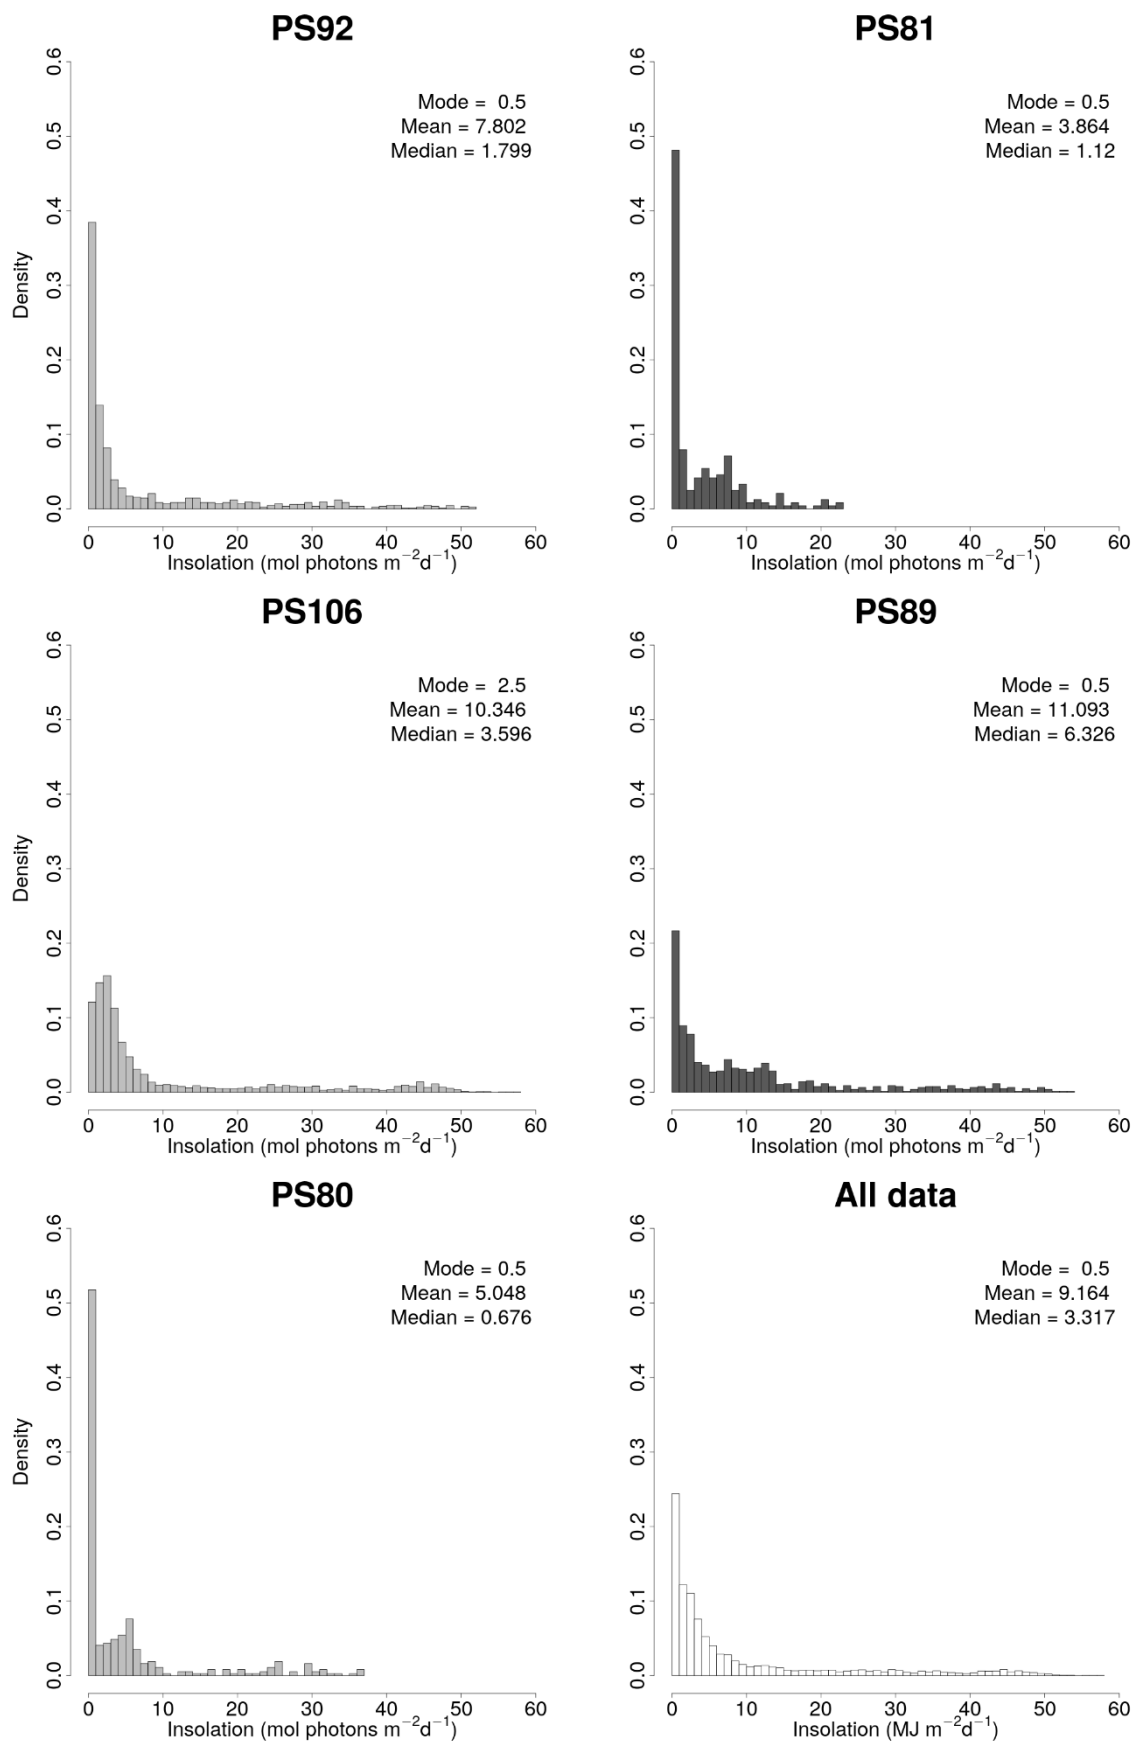 PS92
0.0 0.1 0.2 0.3 0.4 0.5 0.6
Density
Mode = 0.5
Mean = 7.802
Median = 1.799
0 10 20 30 40 50 60
Insolation (mol photons m⁻²d⁻¹)
PS81
0.0 0.1 0.2 0.3 0.4 0.5 0.6
Mode = 0.5
Mean = 3.864
Median = 1.12
0 10 20 30 40 50 60
Insolation (mol photons m⁻²d⁻¹)
PS106
0.0 0.1 0.2 0.3 0.4 0.5 0.6
Density
Mode = 2.5
Mean = 10.346
Median = 3.596
0 10 20 30 40 50 60
Insolation (mol photons m⁻²d⁻¹)
PS89
0.0 0.1 0.2 0.3 0.4 0.5 0.6
Mode = 0.5
Mean = 11.093
Median = 6.326
0 10 20 30 40 50 60
Insolation (mol photons m⁻²d⁻¹)
PS80
0.0 0.1 0.2 0.3 0.4 0.5 0.6
Density
Mode = 0.5
Mean = 5.048
Median = 0.676
0 10 20 30 40 50 60
Insolation (mol photons m⁻²d⁻¹)
All data
0.0 0.1 0.2 0.3 0.4 0.5 0.6
Mode = 0.5
Mean = 9.164
Median = 3.317
0 10 20 30 40 50 60
Insolation (MJ m⁻²d⁻¹)